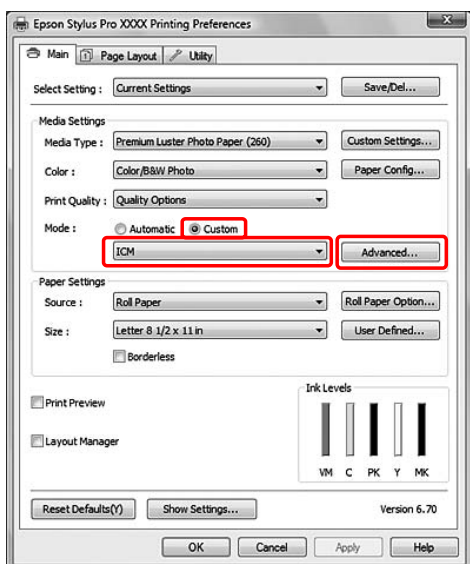 Epson Stylus Pro XXXX Printing Preferences
Main Page Layout Utility
Select Setting : Current Settings Save/Del...
Media Settings
Media Type : Premium Luster Photo Paper (260) Custom Settings...
Color : Color/B&W Photo Paper Config...
Print Quality : Quality Options
Mode : Automatic Custom
ICM Advanced...
Paper Settings
Source : Roll Paper Roll Paper Option...
Size : Letter 8 1/2 x 11 in User Defined...
Borderless
Print Preview
Layout Manager
Ink Levels
VM C PK Y MK
Reset Defaults(Y) Show Settings... Version 6.70
OK Cancel Apply Help